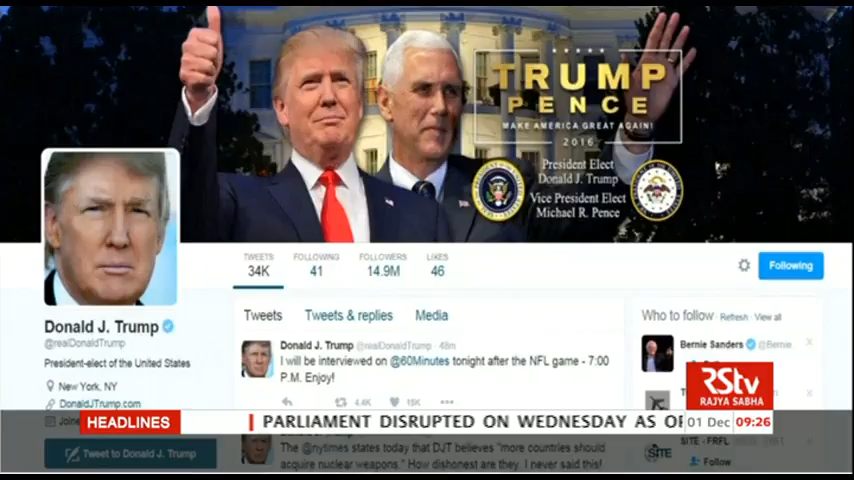 TRUMP
PENCE
MAKE AMERICA GREAT AGAIN!
2016
President Elect
Donald J. Trump
Vice President Elect
Michael R. Pence
TWEETS FOLLOWING FOLLOWERS LIKES
34K 41 14.9M 46
Following
Donald J. Trump
@realDonaldTrump
President-elect of the United States
New York, NY
DonaldJTrump.com
Tweet to Donald J. Trump
Tweets Tweets & replies Media
Donald J. Trump @realDonaldTrump · 48m
I will be interviewed on @60Minutes tonight after the NFL game - 7:00
P.M. Enjoy!
4.4K 15K
The @nytimes states today that DJT believes "more countries should
acquire nuclear weapons." How dishonest are they. I never said this!
Who to follow · Refresh · View all
Bernie Sanders @Bernie
SITE - FRFL
SITE
Follow
RSTV
RAJYA SABHA
HEADLINES
PARLIAMENT DISRUPTED ON WEDNESDAY AS
01 Dec 09:26